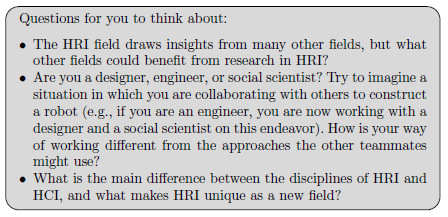 Questions for you to think about:
• The HRI field draws insights from many other fields, but what
other fields could benefit from research in HRI?
• Are you a designer, engineer, or social scientist? Try to imagine a
situation in which you are collaborating with others to construct
a robot (e.g., if you are an engineer, you are now working with a
designer and a social scientist on this endeavor). How is your way
of working different from the approaches the other teammates
might use?
• What is the main difference between the disciplines of HRI and
HCI, and what makes HRI unique as a new field?